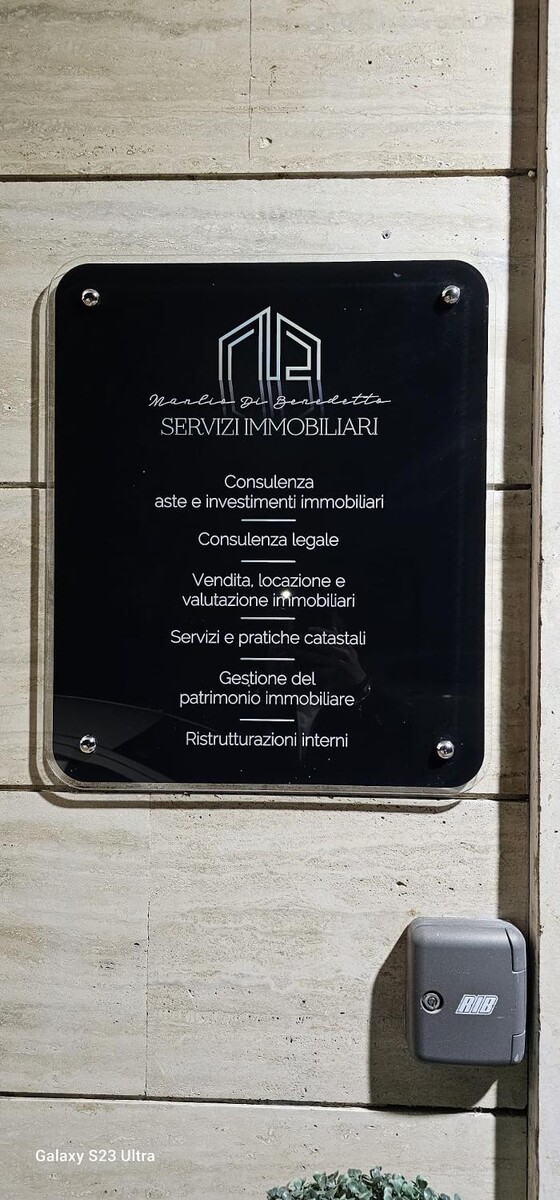 Manlio Di Benedetto
SERVIZI IMMOBILIARI
Consulenza
aste e investimenti immobiliari
Consulenza legale
Vendita, locazione e
valutazione immobiliari
Servizi e pratiche catastali
Gestione del
patrimonio immobiliare
Ristrutturazioni interni
RIB
Galaxy S23 Ultra